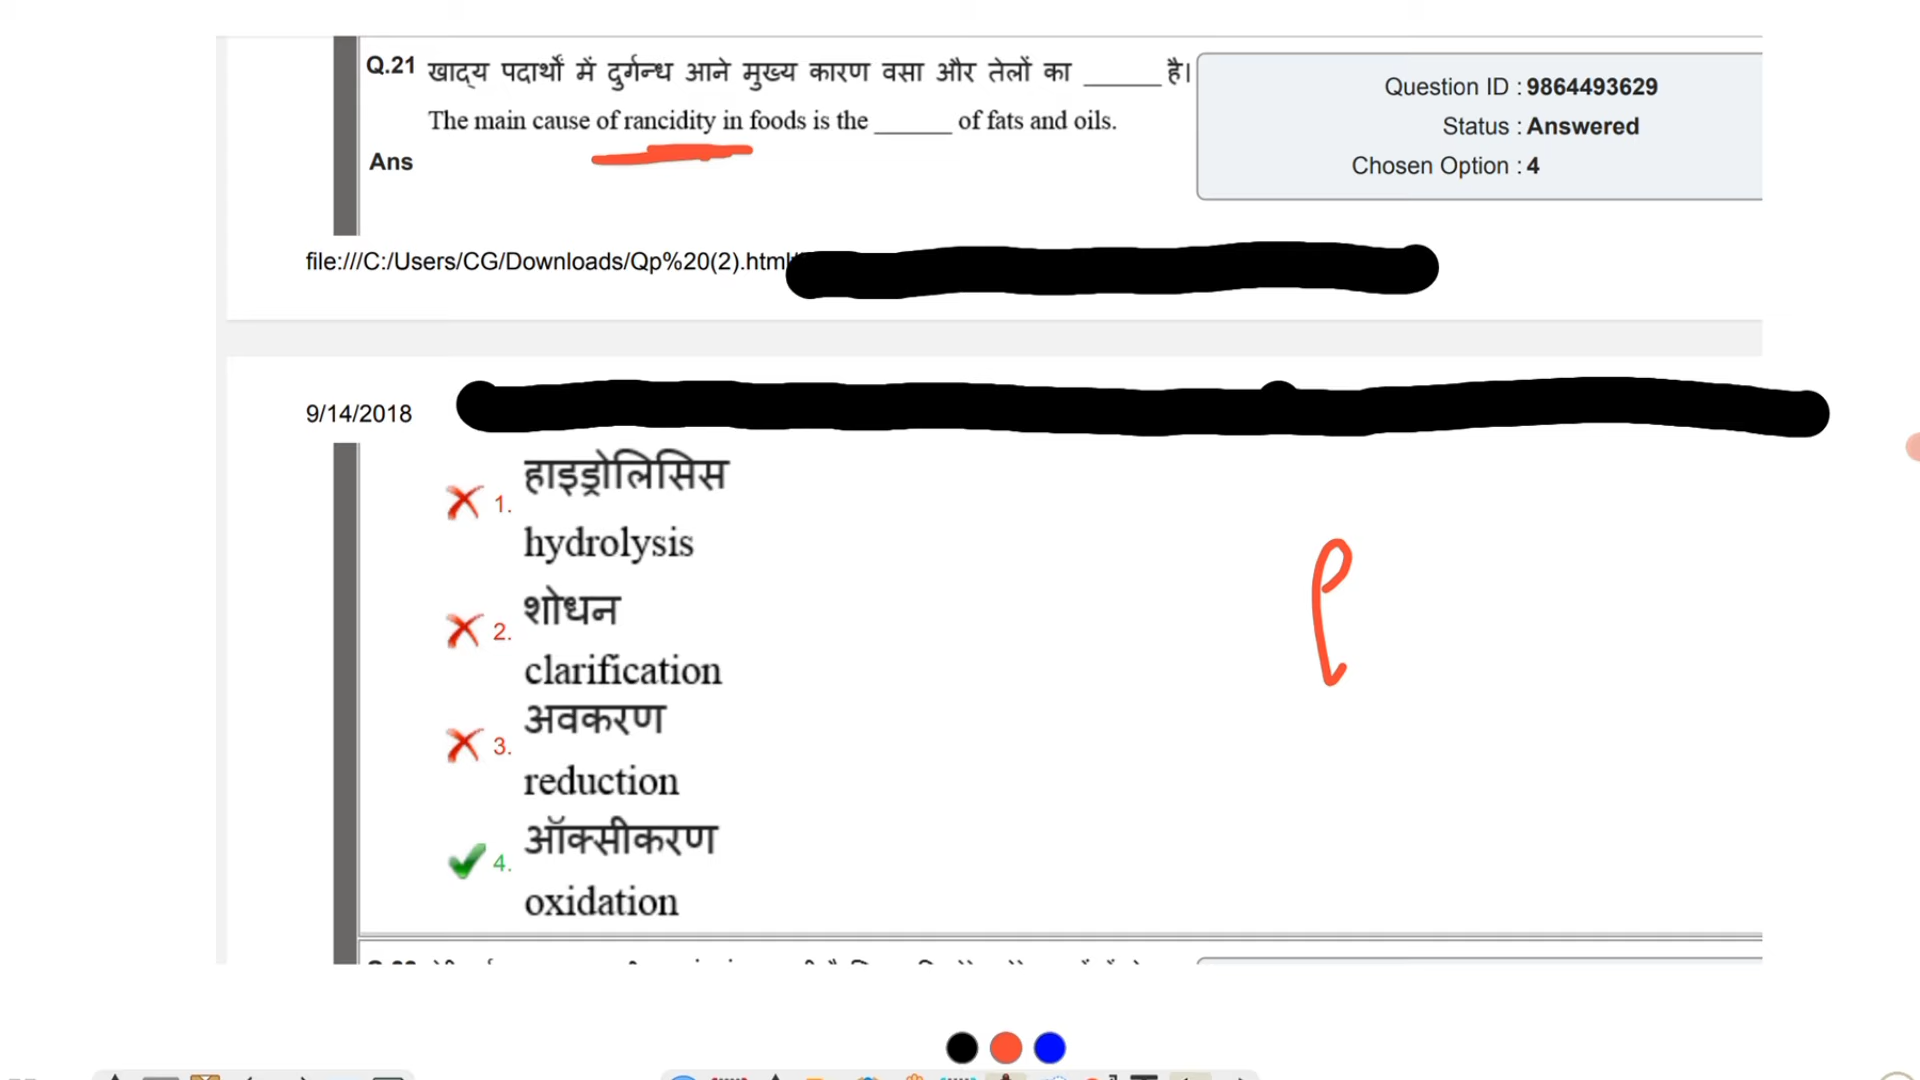 Q.21 खाद्य पदार्थों में दुर्गन्ध आने मुख्य कारण वसा और तेलों का ______ है।
The main cause of rancidity in foods is the ______ of fats and oils.
Ans
Question ID : 9864493629
Status : Answered
Chosen Option : 4
file:///C:/Users/CG/Downloads/Qp%20(2).html
9/14/2018
1. हाइड्रोलिसिस
hydrolysis
2. शोधन
clarification
3. अवकरण
reduction
4. ऑक्सीकरण
oxidation